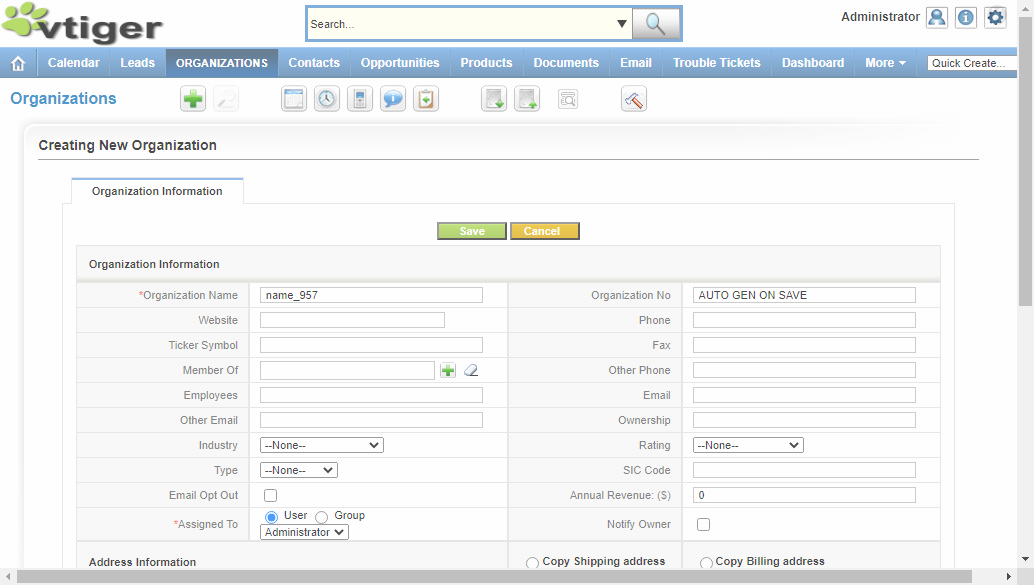 vtiger
Search...
Administrator
Calendar Leads ORGANIZATIONS Contacts Opportunities Products Documents Email Trouble Tickets Dashboard More Quick Create...
Organizations
Creating New Organization
Organization Information
Save Cancel
Organization Information
*Organization Name name_957 Organization No AUTO GEN ON SAVE
Website Phone
Ticker Symbol Fax
Member Of Other Phone
Employees Email
Other Email Ownership
Industry --None-- Rating --None--
Type --None-- SIC Code
Email Opt Out Annual Revenue: ($) 0
*Assigned To User Group Notify Owner
Administrator
Address Information Copy Shipping address Copy Billing address